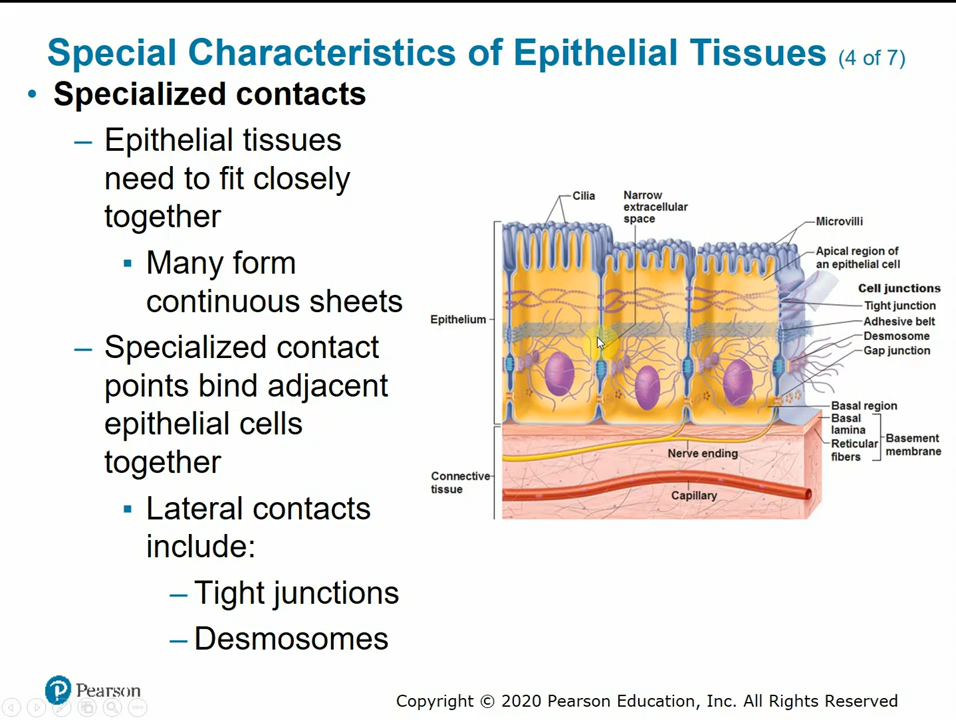 Special Characteristics of Epithelial Tissues (4 of 7)
• Specialized contacts
– Epithelial tissues
need to fit closely
together
▪ Many form
continuous sheets
– Specialized contact
points bind adjacent
epithelial cells
together
▪ Lateral contacts
include:
– Tight junctions
– Desmosomes
Cilia
Narrow
extracellular
space
Microvilli
Apical region of
an epithelial cell
Cell junctions
Tight junction
Adhesive belt
Desmosome
Gap junction
Epithelium
Basal region
Basal
lamina
Reticular
fibers
Basement
membrane
Nerve ending
Connective
tissue
Capillary
P Pearson
Copyright © 2020 Pearson Education, Inc. All Rights Reserved